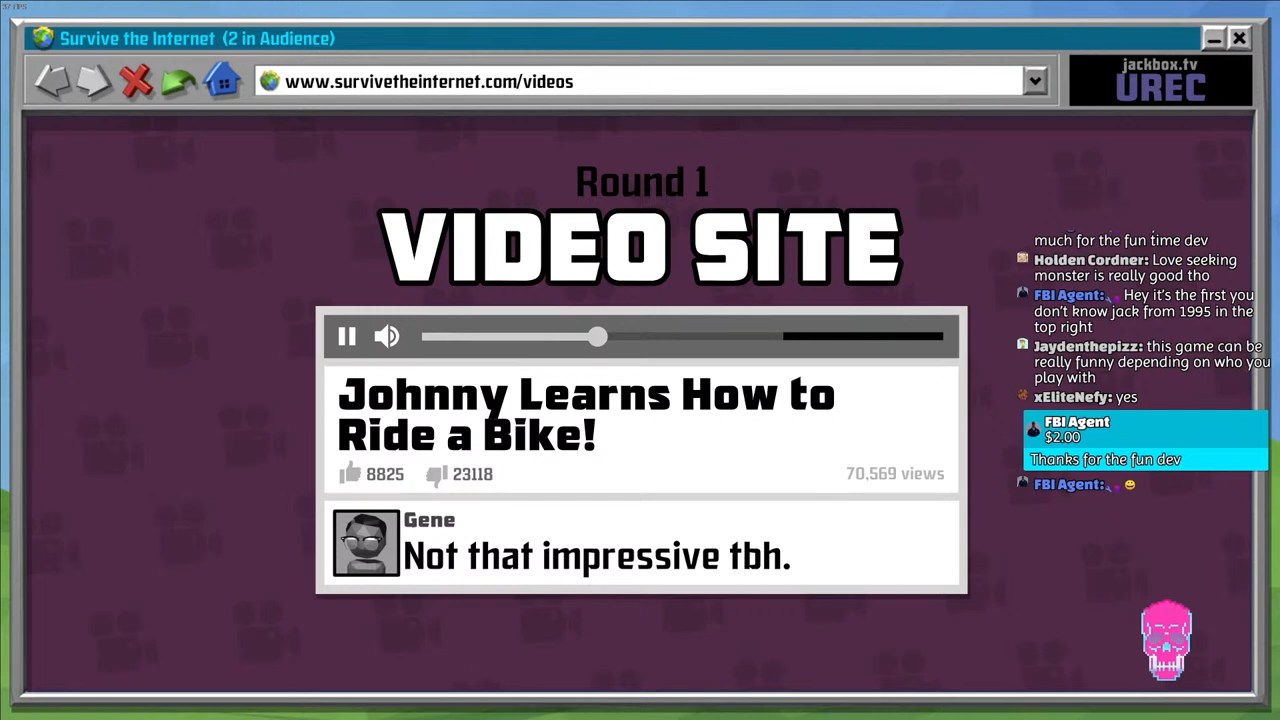 37 FPS
Survive the Internet (2 in Audience)
www.survivetheinternet.com/videos
jackbox.tv
UREC
Round 1
VIDEO SITE
Johnny Learns How to
Ride a Bike!
8825 23118 70,569 views
Gene
Not that impressive tbh.
much for the fun time dev
Holden Cordner: Love seeking
monster is really good tho
FBI Agent: Hey it's the first you
don't know jack from 1995 in the
top right
Jaydenthepizz: this game can be
really funny depending on who you
play with
xEliteNefy: yes
FBI Agent
$2.00
Thanks for the fun dev
FBI Agent: 😀